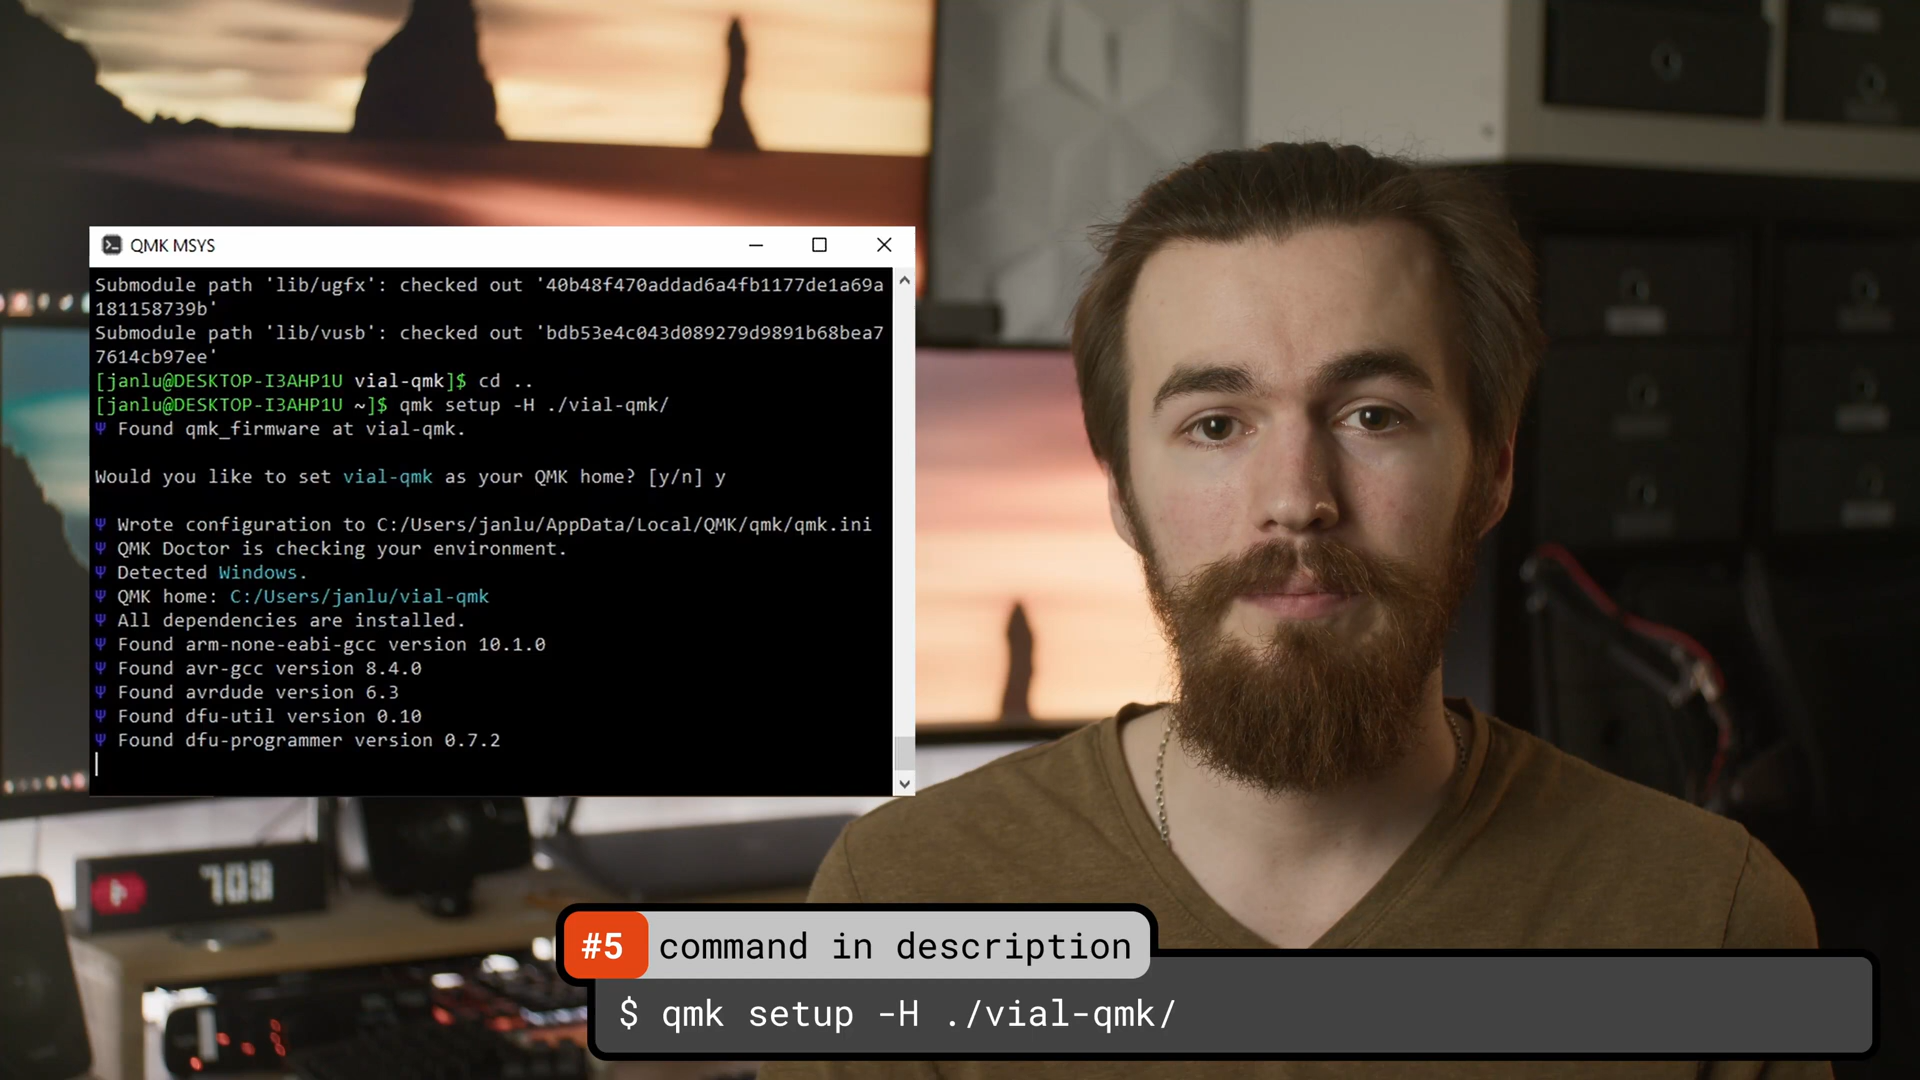 QMK MSYS
Submodule path 'lib/ugfx': checked out '40b48f470addad6a4fb1177de1a69a
181158739b'
Submodule path 'lib/vusb': checked out 'bdb53e4c043d089279d9891b68bea7
7614cb97ee'
[janlu@DESKTOP-I3AHP1U vial-qmk]$ cd ..
[janlu@DESKTOP-I3AHP1U ~]$ qmk setup -H ./vial-qmk/
Ψ Found qmk_firmware at vial-qmk.
Would you like to set vial-qmk as your QMK home? [y/n] y
Ψ Wrote configuration to C:/Users/janlu/AppData/Local/QMK/qmk/qmk.ini
Ψ QMK Doctor is checking your environment.
Ψ Detected Windows.
Ψ QMK home: C:/Users/janlu/vial-qmk
Ψ All dependencies are installed.
Ψ Found arm-none-eabi-gcc version 10.1.0
Ψ Found avr-gcc version 8.4.0
Ψ Found avrdude version 6.3
Ψ Found dfu-util version 0.10
Ψ Found dfu-programmer version 0.7.2
709
#5 command in description
$ qmk setup -H ./vial-qmk/